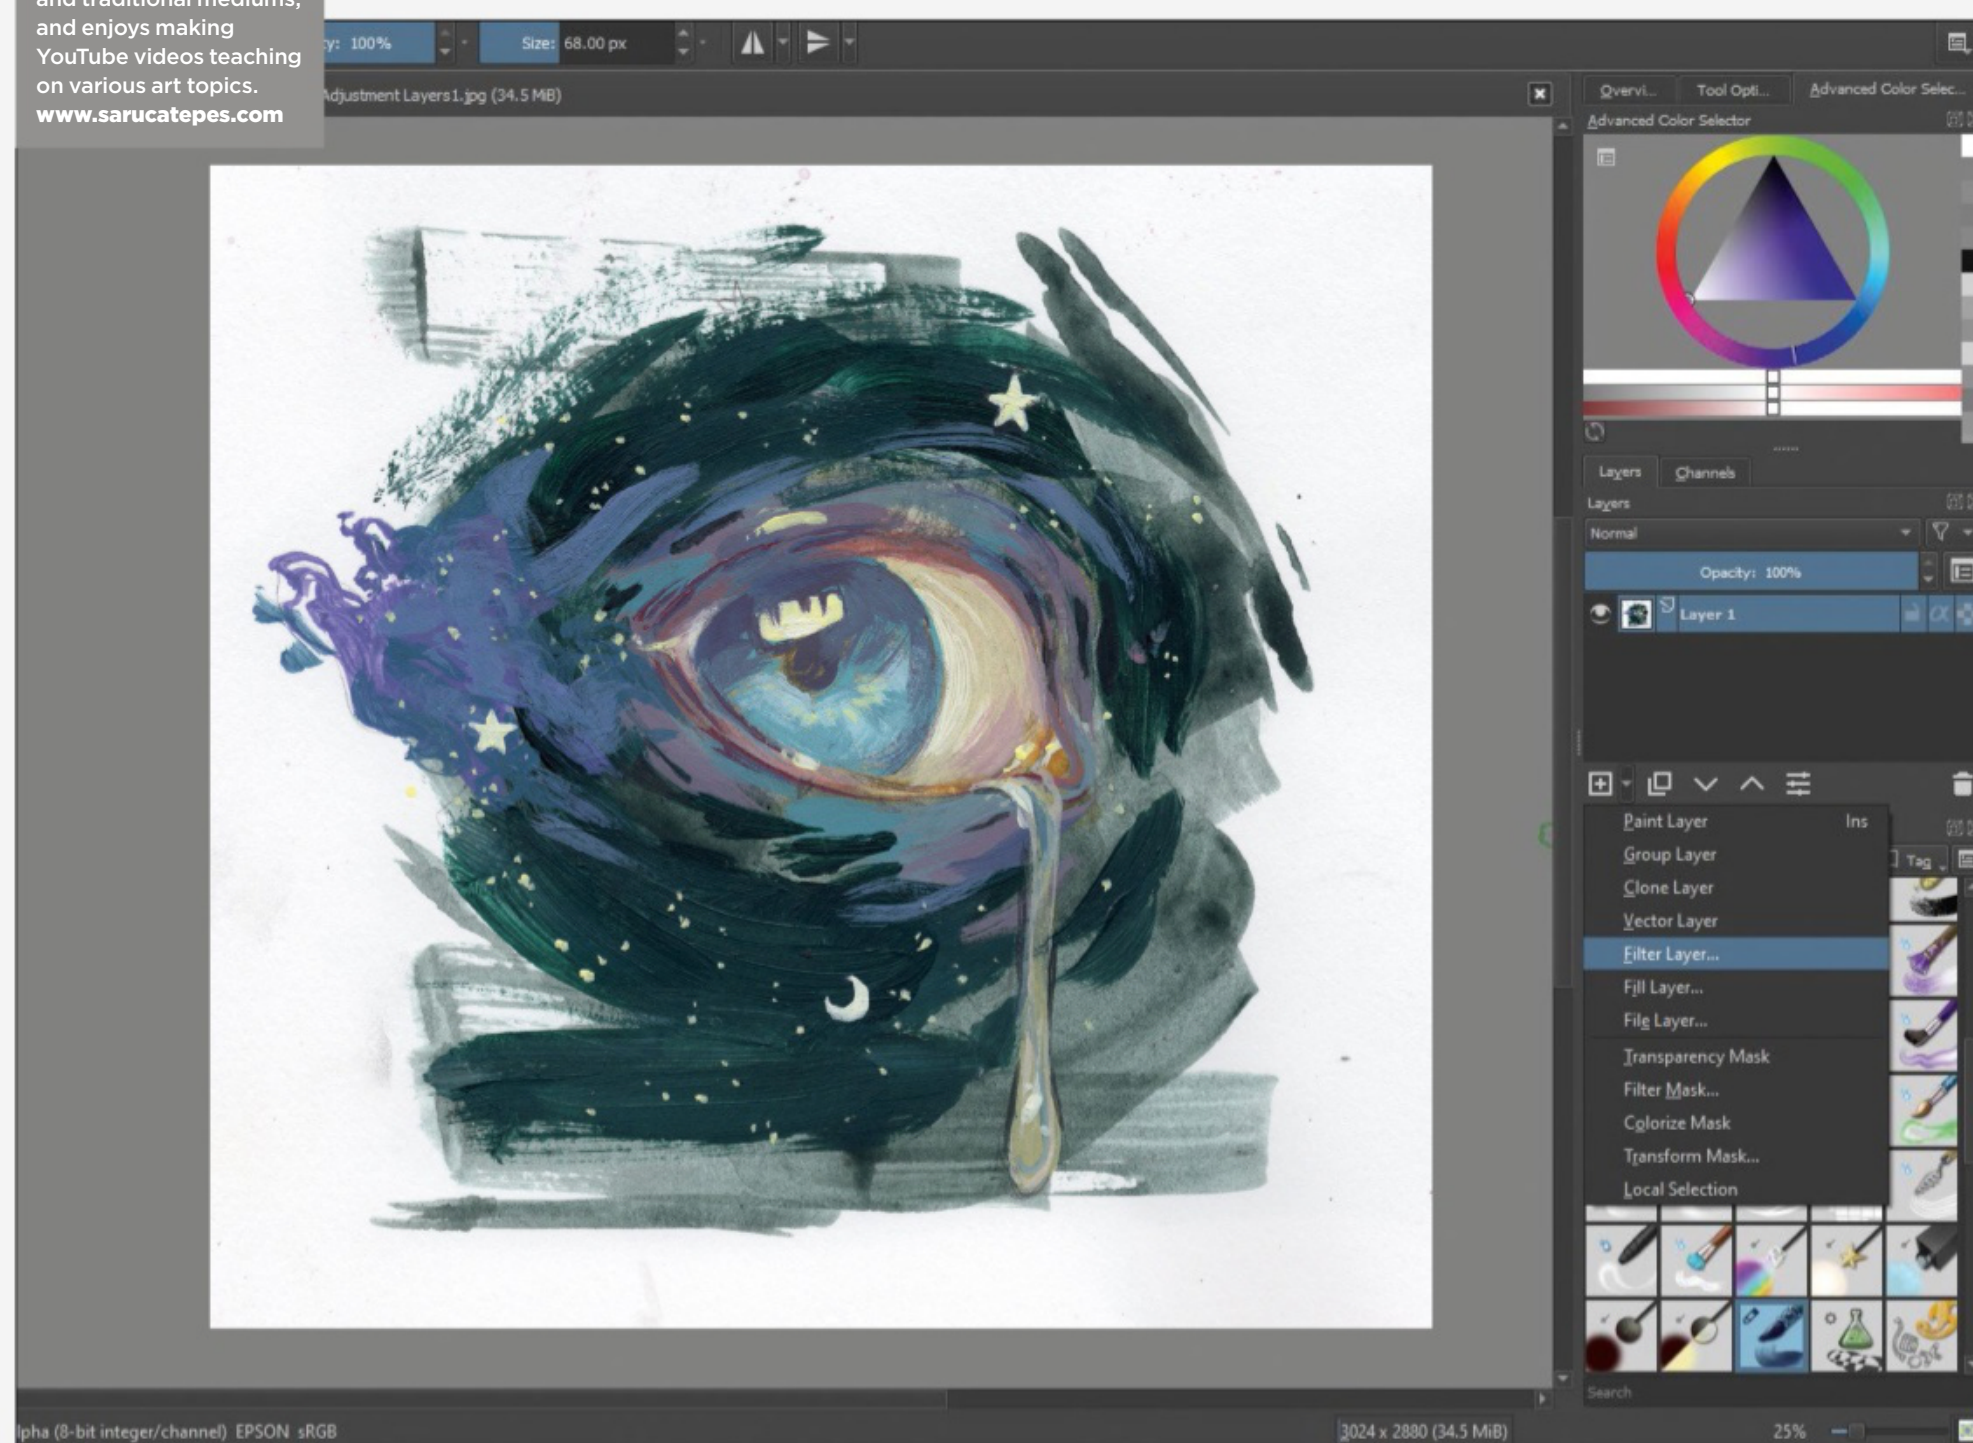 and traditional mediums,
and enjoys making
YouTube videos teaching
on various art topics.
www.sarucatepes.com
100%
Size: 68.00 px
Adjustment Layers1.jpg (34.5 MiB)
Overvi...
Tool Opti...
Advanced Color Selec...
Advanced Color Selector
Layers
Channels
Layers
Normal
Opacity: 100%
Layer 1
Paint Layer Ins
Group Layer
Clone Layer
Vector Layer
Filter Layer...
Fill Layer...
File Layer...
Transparency Mask
Filter Mask...
Colorize Mask
Transform Mask...
Local Selection
Tag
Search
lpha (8-bit integer/channel) EPSON sRGB
3024 x 2880 (34.5 MiB)
25%